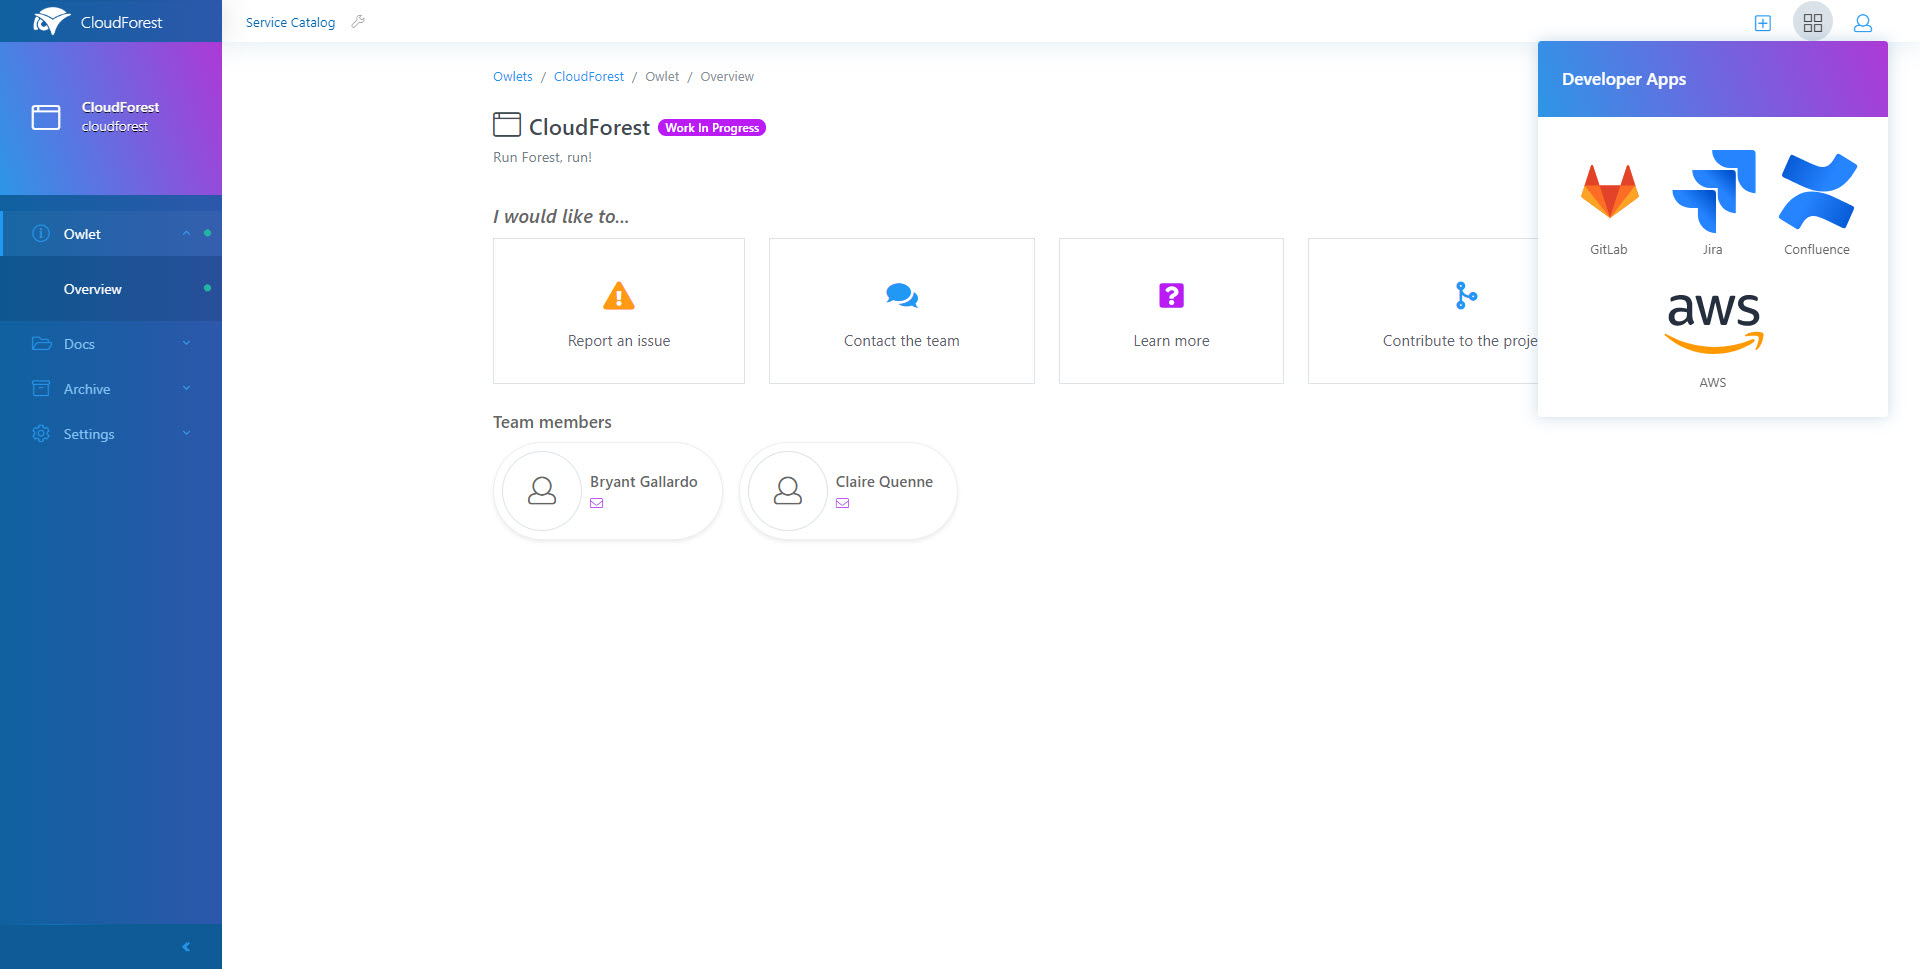 CloudForest
Service Catalog
CloudForest
cloudforest
Owlet
Overview
Docs
Archive
Settings
Owlets / CloudForest / Owlet / Overview
CloudForest Work In Progress
Run Forest, run!
I would like to...
Report an issue
Contact the team
Learn more
Contribute to the proje
Team members
Bryant Gallardo
Claire Quenne
Developer Apps
GitLab
Jira
Confluence
aws
AWS